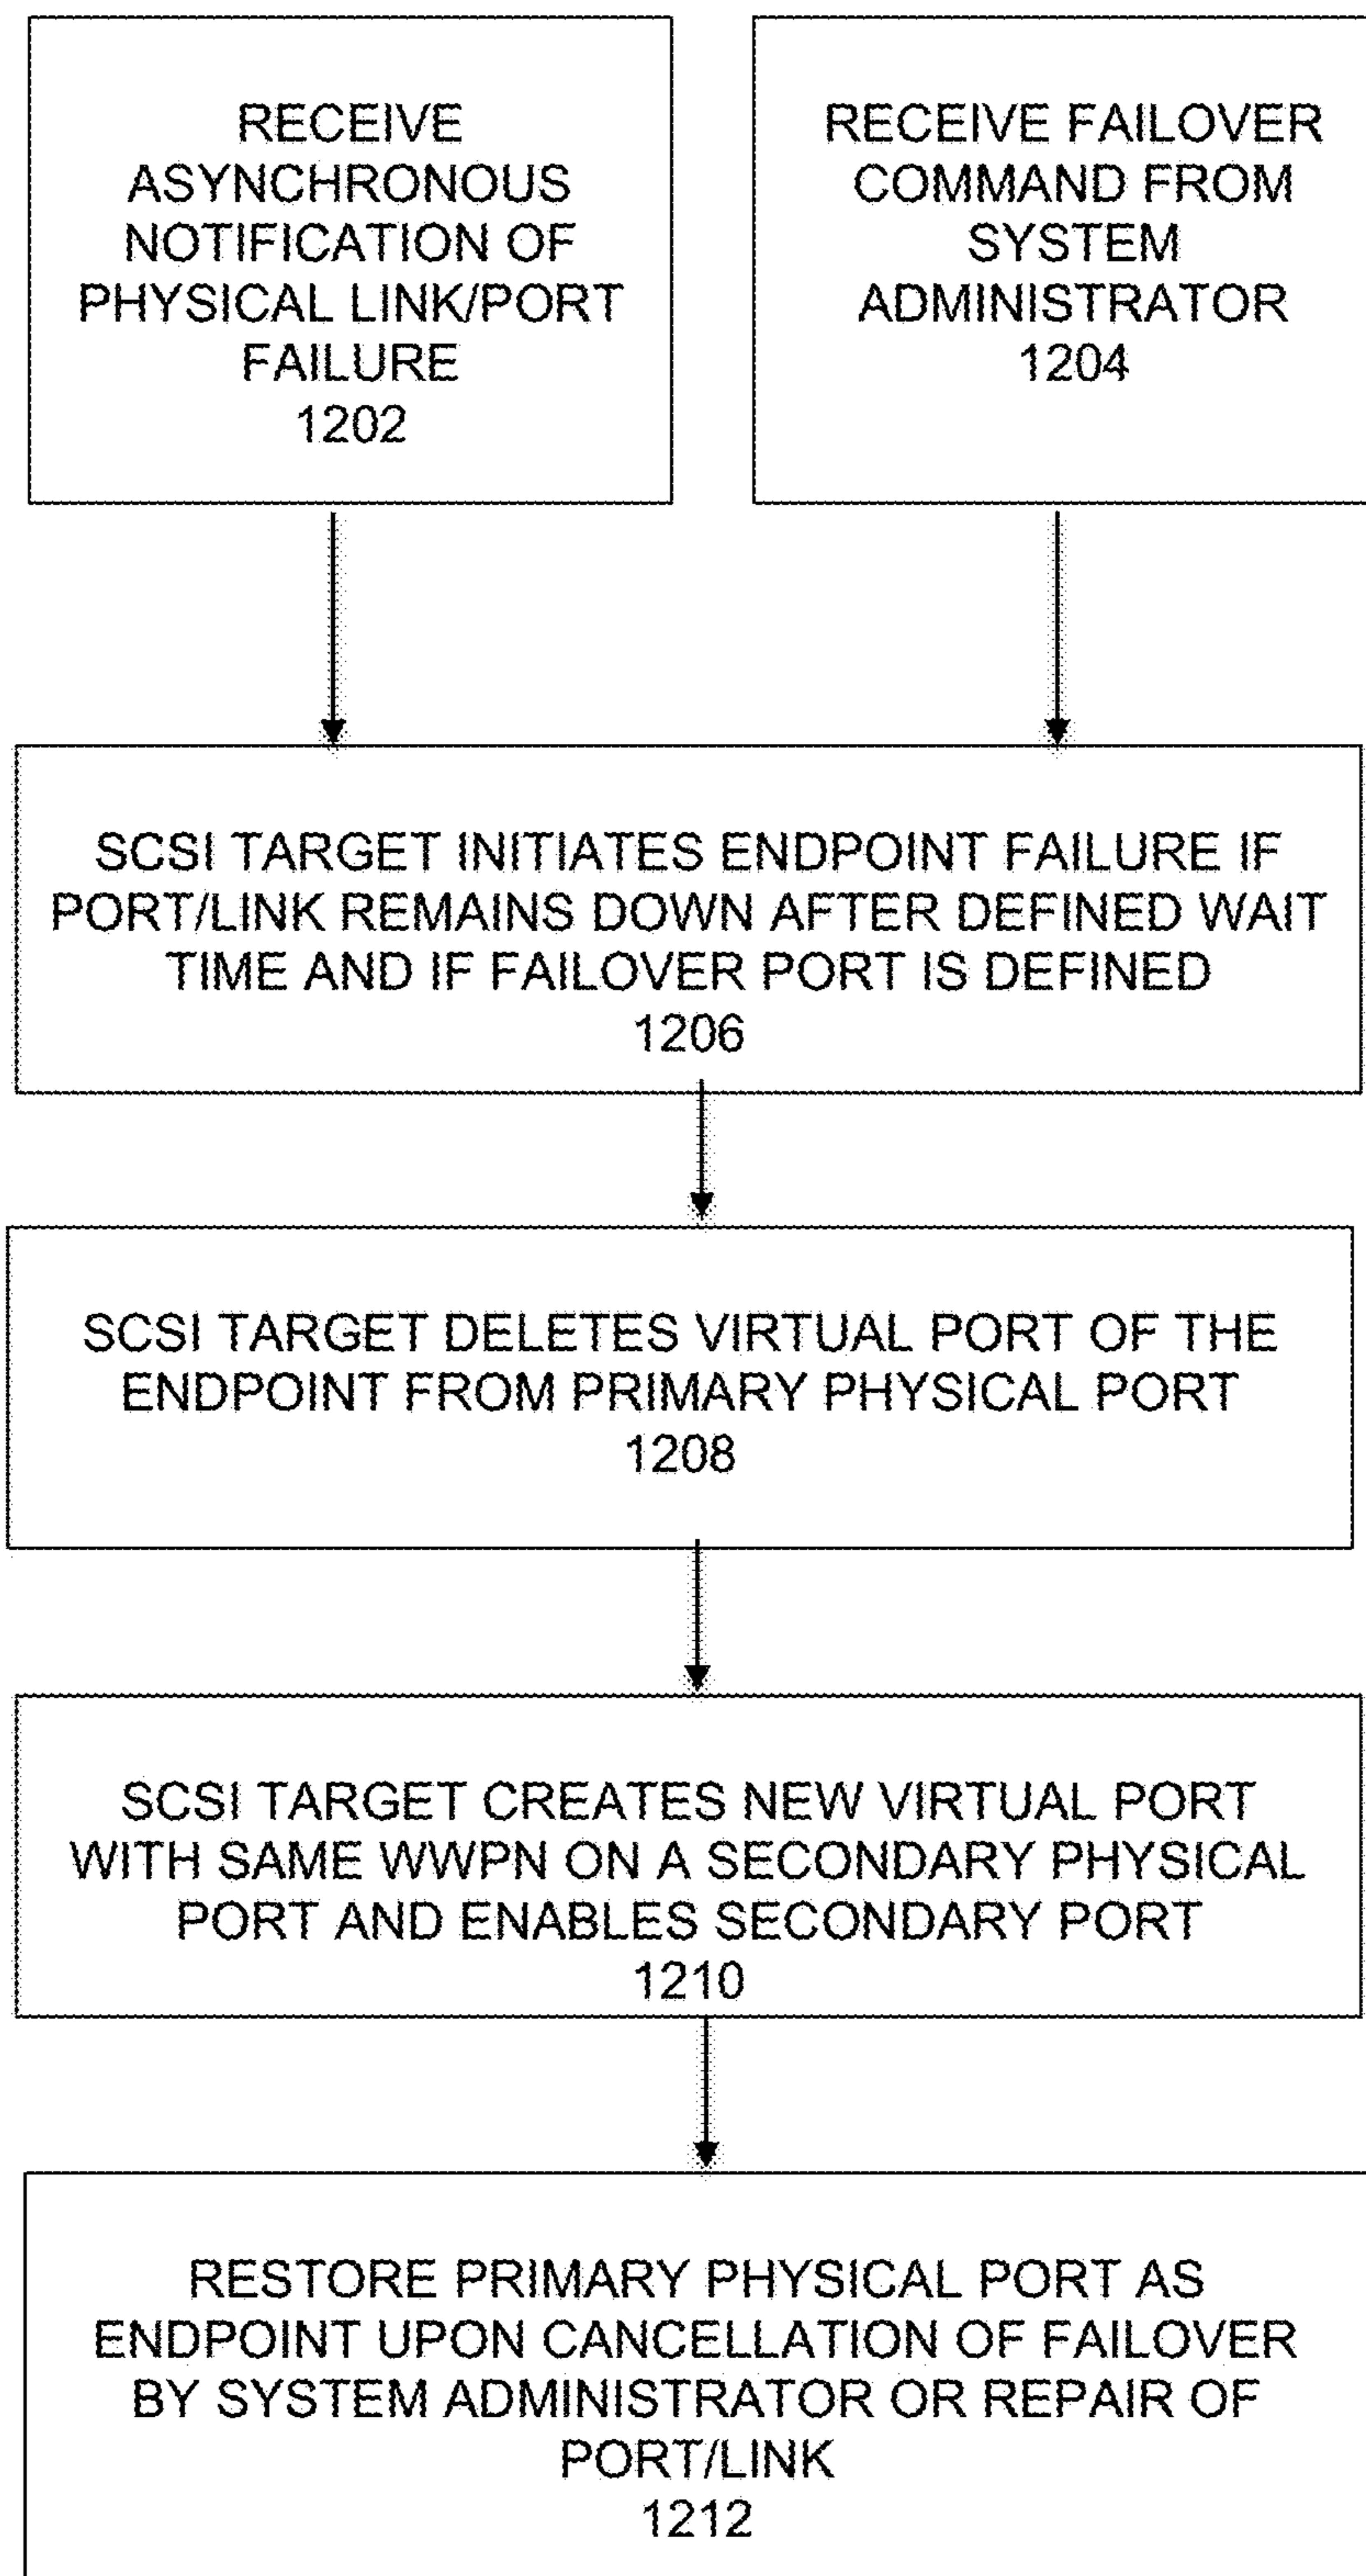 RECEIVE
ASYNCHRONOUS
NOTIFICATION OF
PHYSICAL LINK/PORT
FAILURE
1202
RECEIVE FAILOVER
COMMAND FROM
SYSTEM
ADMINISTRATOR
1204
SCSI TARGET INITIATES ENDPOINT FAILURE IF
PORT/LINK REMAINS DOWN AFTER DEFINED WAIT
TIME AND IF FAILOVER PORT IS DEFINED
1206
SCSI TARGET DELETES VIRTUAL PORT OF THE
ENDPOINT FROM PRIMARY PHYSICAL PORT
1208
SCSI TARGET CREATES NEW VIRTUAL PORT
WITH SAME WWPN ON A SECONDARY PHYSICAL
PORT AND ENABLES SECONDARY PORT
1210
RESTORE PRIMARY PHYSICAL PORT AS
ENDPOINT UPON CANCELLATION OF FAILOVER
BY SYSTEM ADMINISTRATOR OR REPAIR OF
PORT/LINK
1212